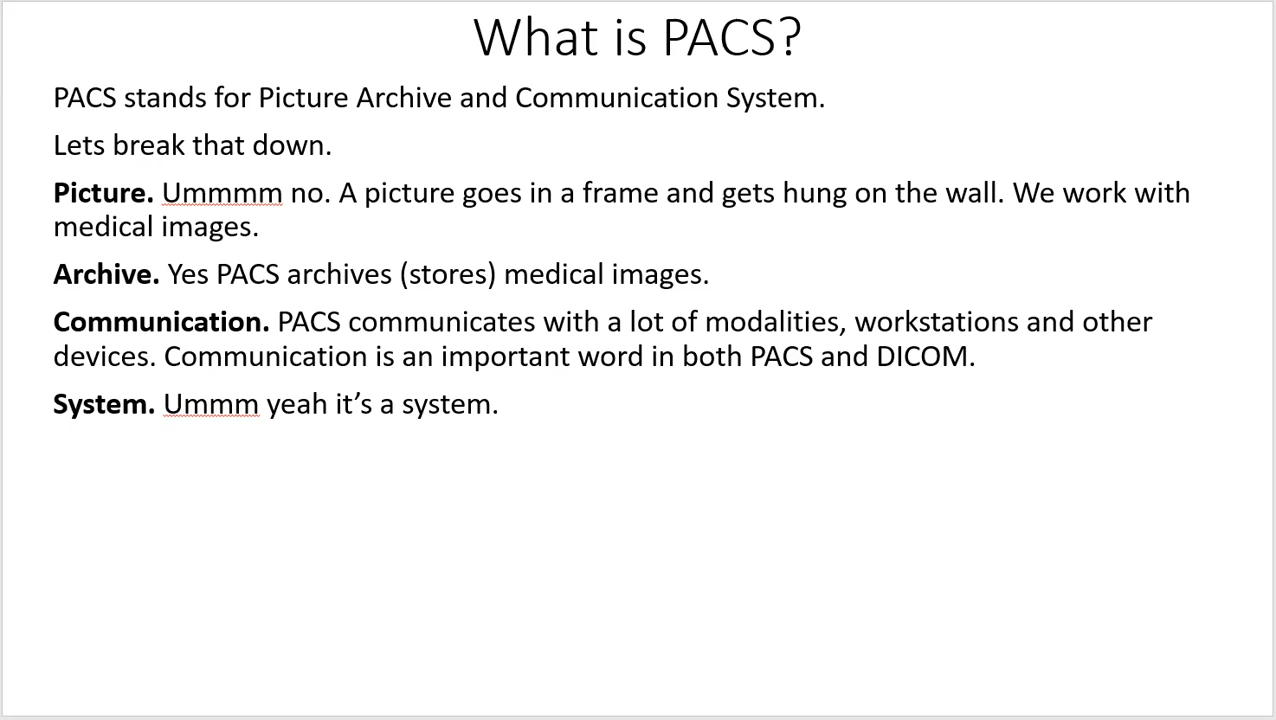 What is PACS?
PACS stands for Picture Archive and Communication System.
Lets break that down.
Picture. Ummmm no. A picture goes in a frame and gets hung on the wall. We work with
medical images.
Archive. Yes PACS archives (stores) medical images.
Communication. PACS communicates with a lot of modalities, workstations and other
devices. Communication is an important word in both PACS and DICOM.
System. Ummm yeah it’s a system.